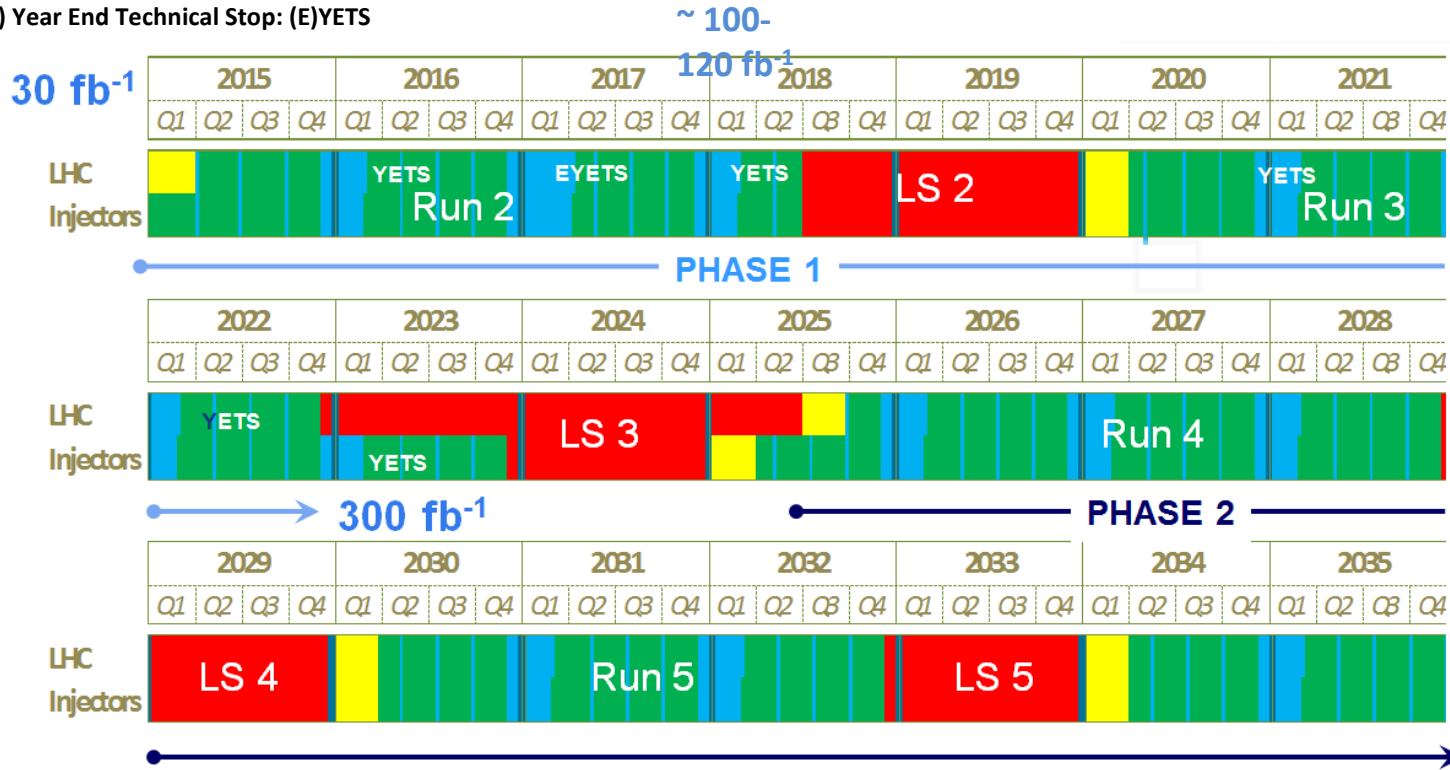 ) Year End Technical Stop: (E)YETS
~ 100-
120 fb-1
30 fb-1
2015 2016 2017 2018 2019 2020 2021
Q1 Q2 Q3 Q4 Q1 Q2 Q3 Q4 Q1 Q2 Q3 Q4 Q1 Q2 Q3 Q4 Q1 Q2 Q3 Q4 Q1 Q2 Q3 Q4 Q1 Q2 Q3 Q4
LHC YETS EYETS YETS LS 2 YETS
Injectors Run 2 Run 3
PHASE 1
2022 2023 2024 2025 2026 2027 2028
Q1 Q2 Q3 Q4 Q1 Q2 Q3 Q4 Q1 Q2 Q3 Q4 Q1 Q2 Q3 Q4 Q1 Q2 Q3 Q4 Q1 Q2 Q3 Q4 Q1 Q2 Q3 Q4
LHC YETS LS 3 Run 4
Injectors YETS
300 fb-1 PHASE 2
2029 2030 2031 2032 2033 2034 2035
Q1 Q2 Q3 Q4 Q1 Q2 Q3 Q4 Q1 Q2 Q3 Q4 Q1 Q2 Q3 Q4 Q1 Q2 Q3 Q4 Q1 Q2 Q3 Q4 Q1 Q2 Q3 Q4
LHC LS 4 Run 5 LS 5
Injectors